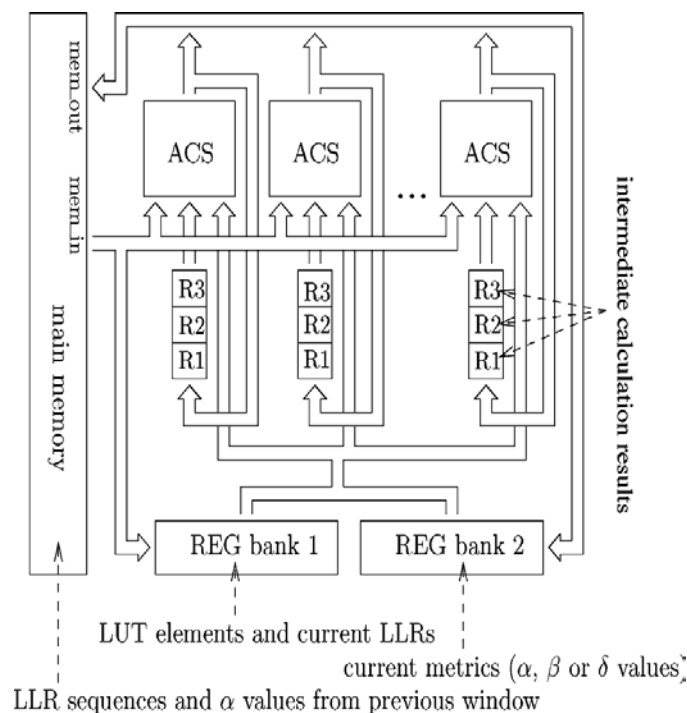 mem_out
mem_in
main memory
ACS
ACS
ACS
...
R3
R2
R1
R3
R2
R1
R3
R2
R1
intermediate calculation results
REG bank 1
REG bank 2
LUT elements and current LLRs
current metrics (α, β or δ values)
LLR sequences and α values from previous window